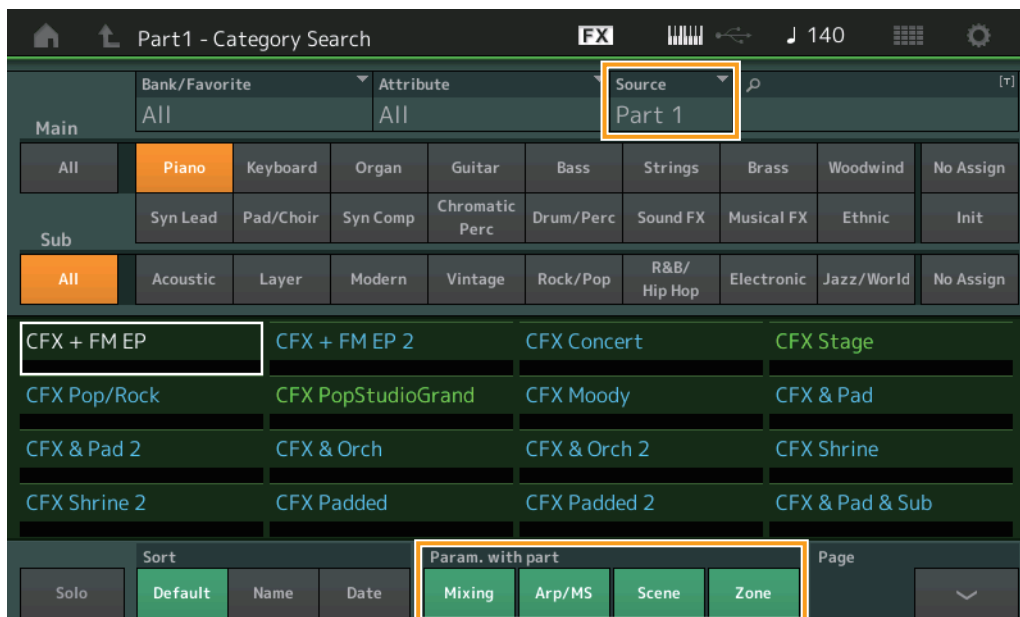 Part1 - Category Search FX 140
Bank/Favorite Attribute Source [T]
All All Part 1
Main
All Piano Keyboard Organ Guitar Bass Strings Brass Woodwind No Assign
Syn Lead Pad/Choir Syn Comp Chromatic Perc Drum/Perc Sound FX Musical FX Ethnic Init
Sub
All Acoustic Layer Modern Vintage Rock/Pop R&B/ Hip Hop Electronic Jazz/World No Assign
CFX + FM EP CFX + FM EP 2 CFX Concert CFX Stage
CFX Pop/Rock CFX PopStudioGrand CFX Moody CFX & Pad
CFX & Pad 2 CFX & Orch CFX & Orch 2 CFX Shrine
CFX Shrine 2 CFX Padded CFX Padded 2 CFX & Pad & Sub
Sort Param. with part Page
Solo Default Name Date Mixing Arp/MS Scene Zone